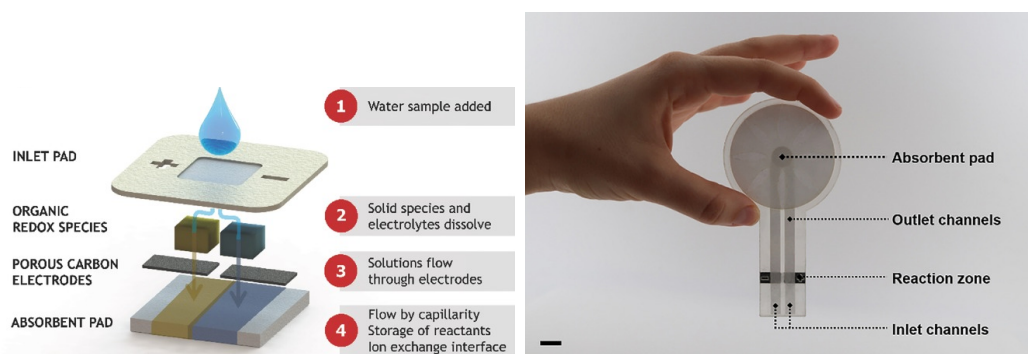 1 Water sample added
INLET PAD
ORGANIC
REDOX SPECIES
2 Solid species and
electrolytes dissolve
POROUS CARBON
ELECTRODES
3 Solutions flow
through electrodes
ABSORBENT PAD
4 Flow by capillarity
Storage of reactants
Ion exchange interface
Absorbent pad
Outlet channels
Reaction zone
Inlet channels